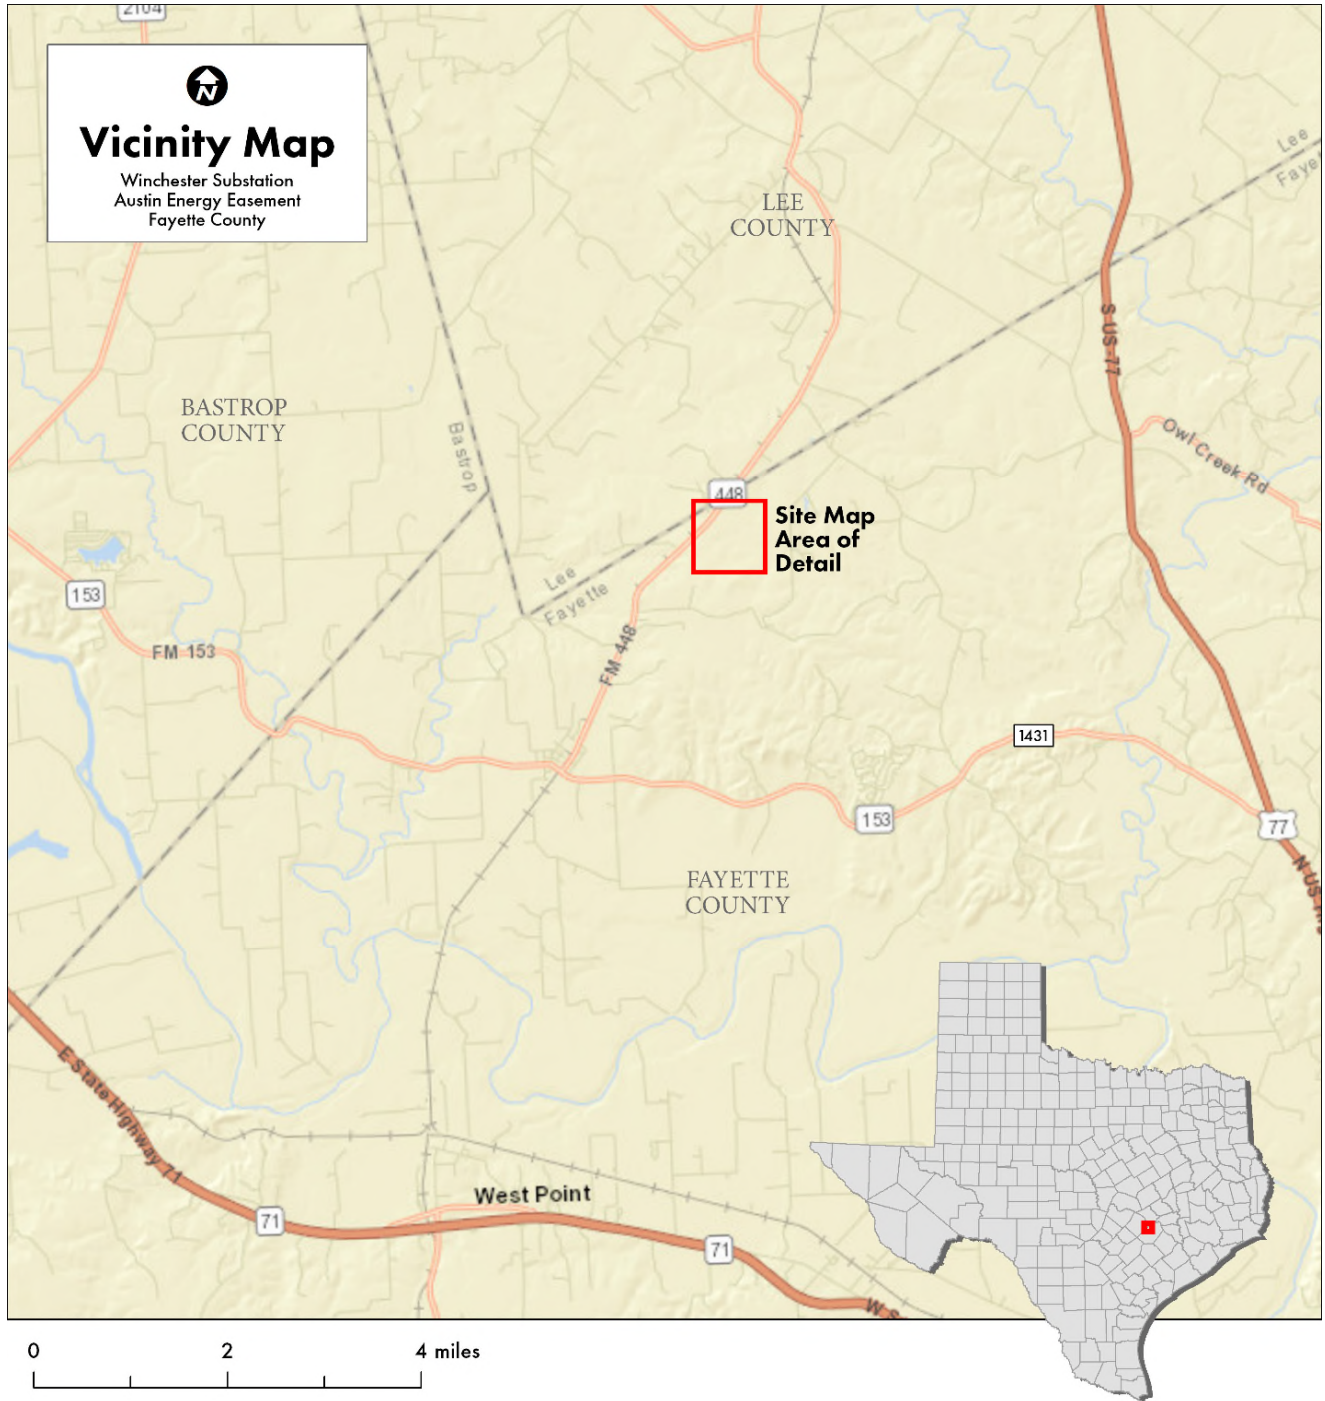 2104
N
Vicinity Map
Winchester Substation
Austin Energy Easement
Fayette County
Lee
LEE
COUNTY
S US-77
BASTROP
COUNTY
Bastrop
Owl Creek Rd
448
Site Map
Area of
Detail
Lee
Fayette
153
FM 153
FM 448
1431
153
77
FAYETTE
COUNTY
E State Highway 71
West Point
71
71
0 2 4 miles